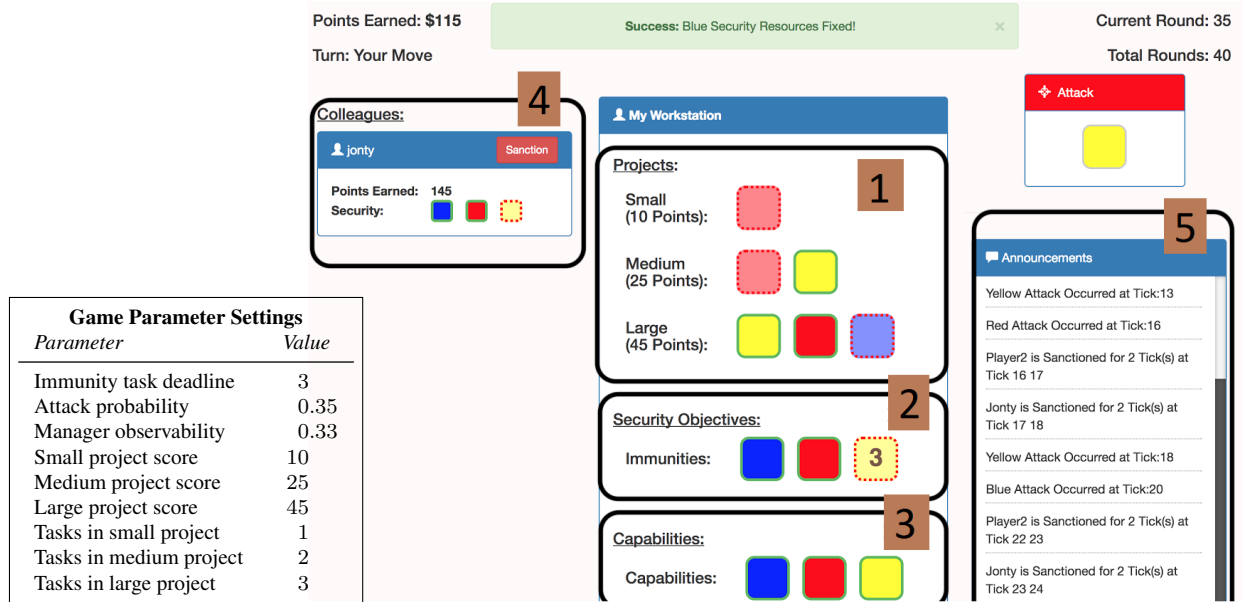 Points Earned: $115
Success: Blue Security Resources Fixed!
×
Current Round: 35
Turn: Your Move
Total Rounds: 40
4
Colleagues:
jonty
Sanction
Points Earned: 145
Security:
My Workstation
Projects:
1
Small
(10 Points):
Medium
(25 Points):
Large
(45 Points):
2
Security Objectives:
Immunities:
3
3
Capabilities:
Capabilities:
Attack
5
Announcements
Yellow Attack Occurred at Tick:13
Red Attack Occurred at Tick:16
Player2 is Sanctioned for 2 Tick(s) at
Tick 16 17
Jonty is Sanctioned for 2 Tick(s) at
Tick 17 18
Yellow Attack Occurred at Tick:18
Blue Attack Occurred at Tick:20
Player2 is Sanctioned for 2 Tick(s) at
Tick 22 23
Jonty is Sanctioned for 2 Tick(s) at
Tick 23 24
Game Parameter Settings
Parameter Value
Immunity task deadline 3
Attack probability 0.35
Manager observability 0.33
Small project score 10
Medium project score 25
Large project score 45
Tasks in small project 1
Tasks in medium project 2
Tasks in large project 3